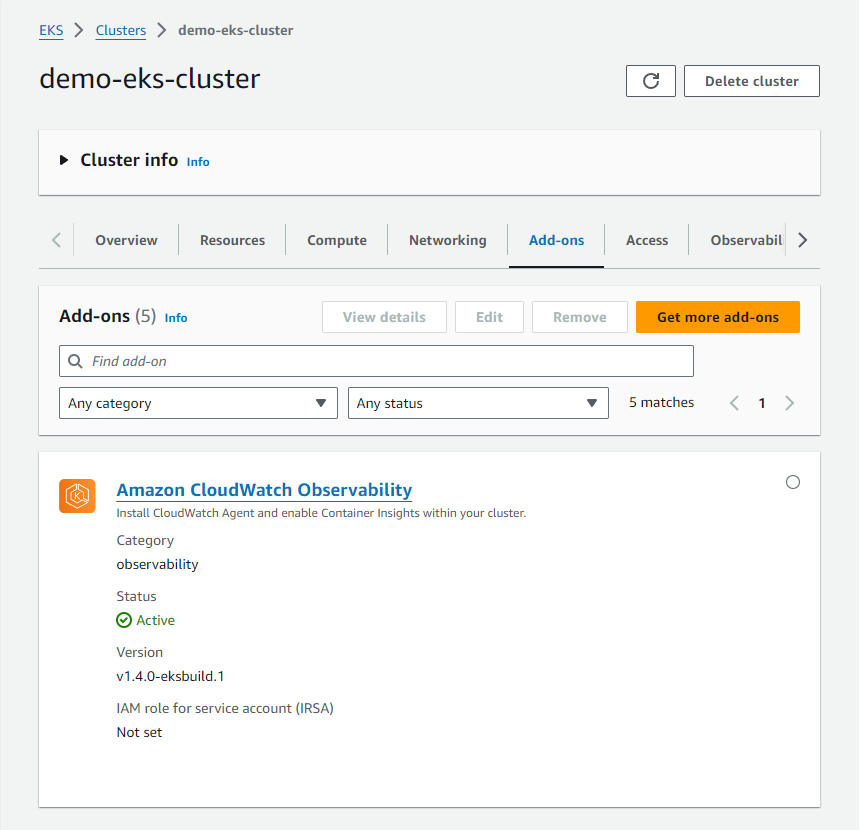 EKS Clusters demo-eks-cluster
demo-eks-cluster
Delete cluster
Cluster info Info
Overview Resources Compute Networking Add-ons Access Observabil
Add-ons (5) Info View details Edit Remove Get more add-ons
Find add-on
Any category Any status 5 matches 1
Amazon CloudWatch Observability
Install CloudWatch Agent and enable Container Insights within your cluster.
Category
observability
Status
Active
Version
v1.4.0-eksbuild.1
IAM role for service account (IRSA)
Not set